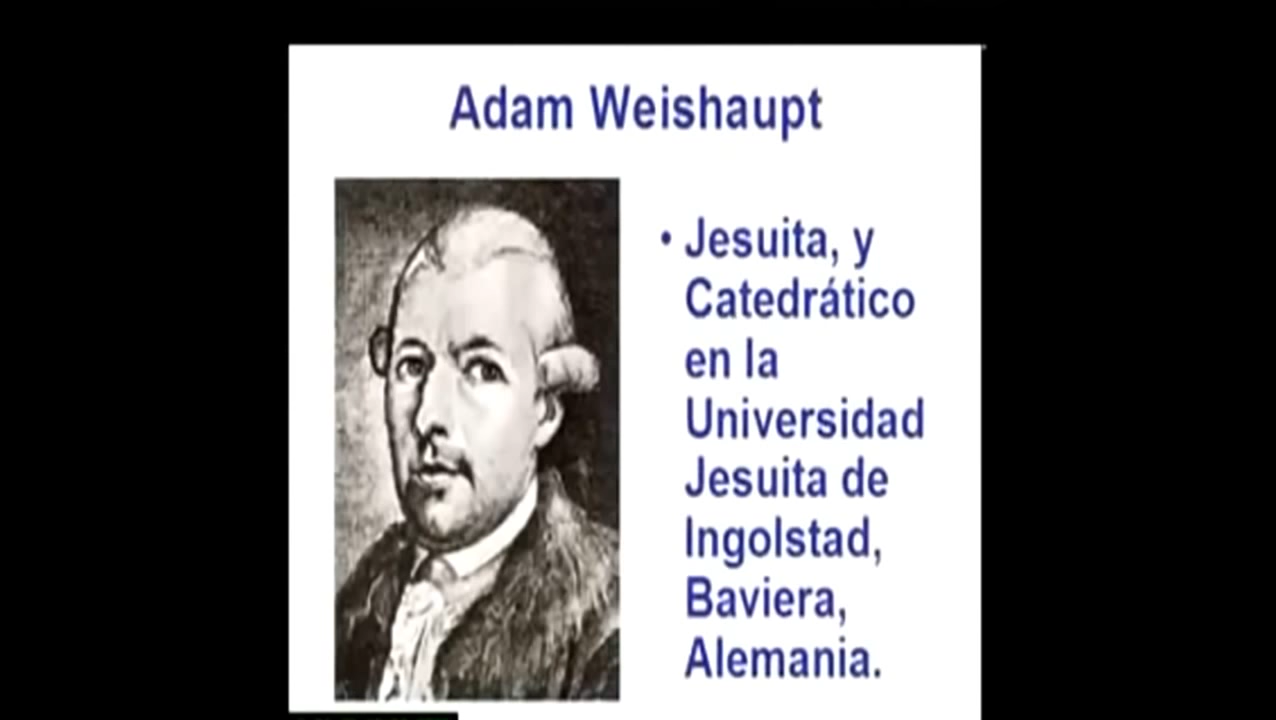 Adam Weishaupt
• Jesuita, y
Catedrático
en la
Universidad
Jesuita de
Ingolstad,
Baviera,
Alemania.